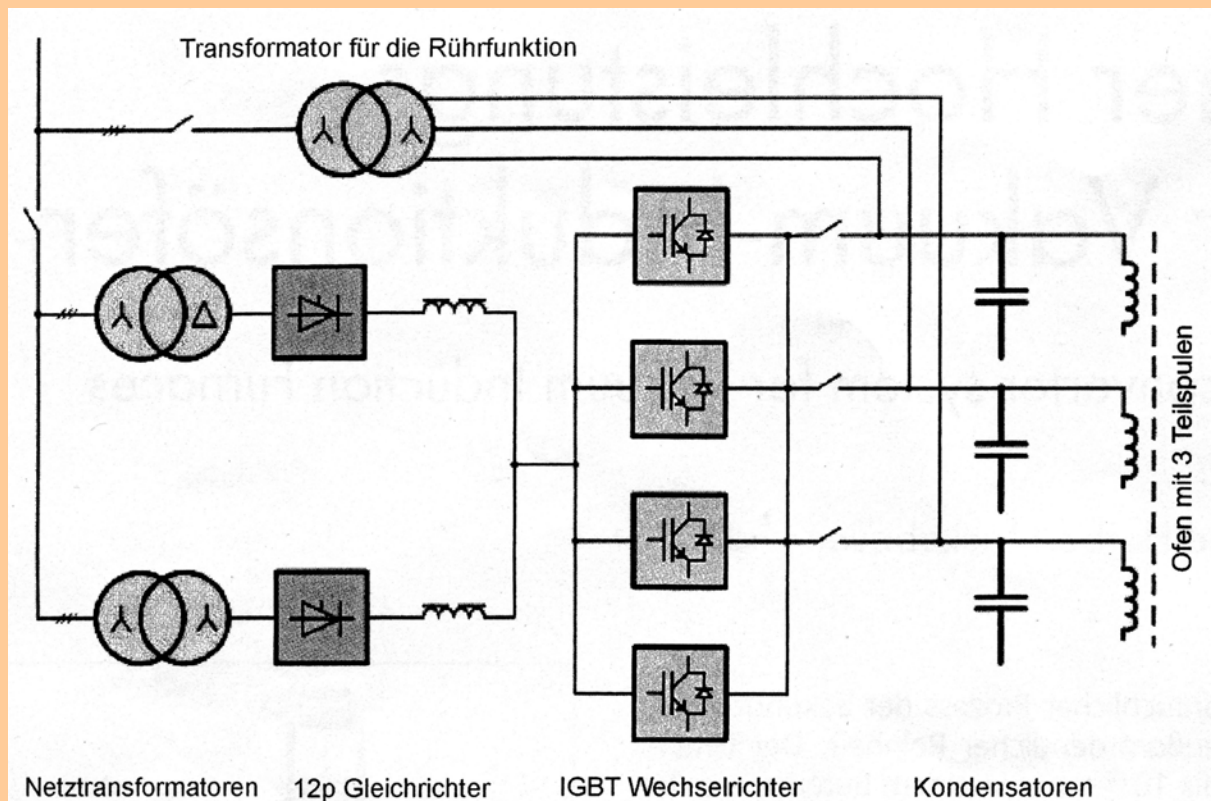 Transformator für die Rührfunktion
Ofen mit 3 Teilspulen
Netztransformatoren
12p Gleichrichter
IGBT Wechselrichter
Kondensatoren